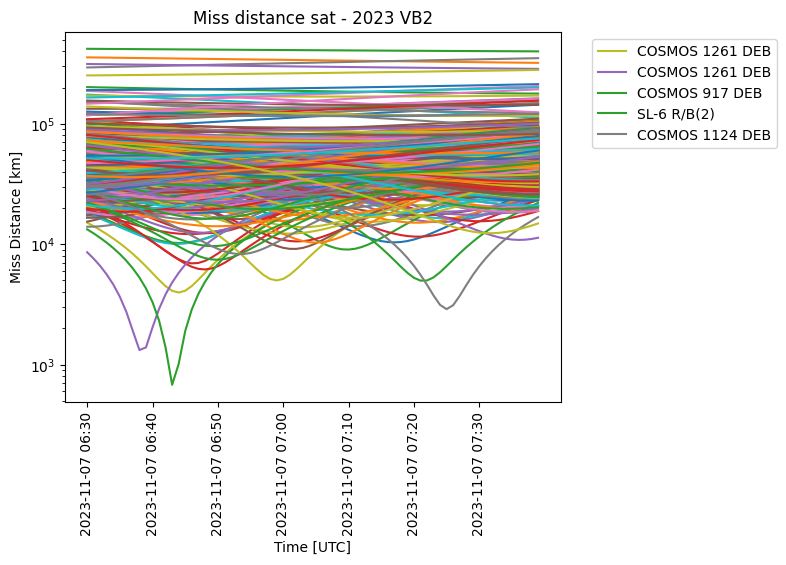 Miss distance sat - 2023 VB2
Miss Distance [km]
10^5
10^4
10^3
2023-11-07 06:30
2023-11-07 06:40
2023-11-07 06:50
2023-11-07 07:00
2023-11-07 07:10
2023-11-07 07:20
2023-11-07 07:30
Time [UTC]
COSMOS 1261 DEB
COSMOS 1261 DEB
COSMOS 917 DEB
SL-6 R/B(2)
COSMOS 1124 DEB